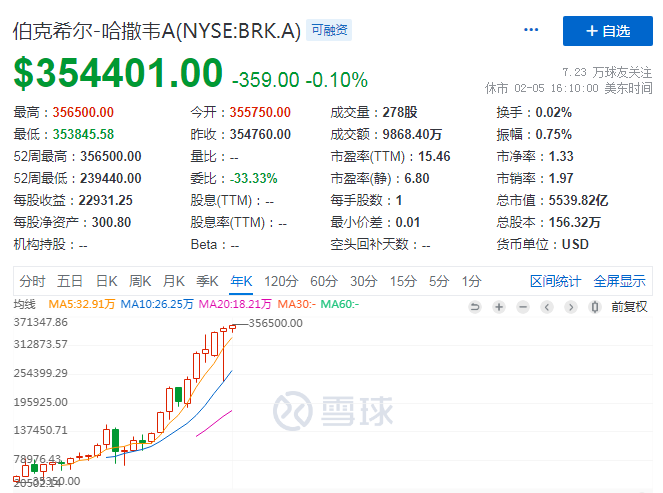 伯克希尔-哈撒韦A(NYSE:BRK.A) 可融资 ... + 自选
$354401.00 -359.00 -0.10%
7.23 万球友关注
休市 02-05 16:10:00 美东时间
最高：356500.00 今开：355750.00 成交量：278股 换手：0.02%
最低：353845.58 昨收：354760.00 成交额：9868.40万 振幅：0.75%
52周最高：356500.00 量比：-- 市盈率(TTM)：15.46 市净率：1.33
52周最低：239440.00 委比：-33.33% 市盈率(静)：6.80 市销率：1.97
每股收益：22931.25 股息(TTM)：-- 每手股数：1 总市值：5539.82亿
每股净资产：300.80 股息率(TTM)：-- 最小价差：0.01 总股本：156.32万
机构持股：-- Beta：-- 空头回补天数：-- 货币单位：USD
分时 五日 日K 周K 月K 季K 年K 120分 60分 30分 15分 5分 1分 区间统计 全屏显示
均线 MA5:32.91万 MA10:26.25万 MA20:18.21万 MA30:- MA60:- 前复权
371347.86
356500.00
312873.57
254399.29
195925.00
雪球
137450.71
78976.43